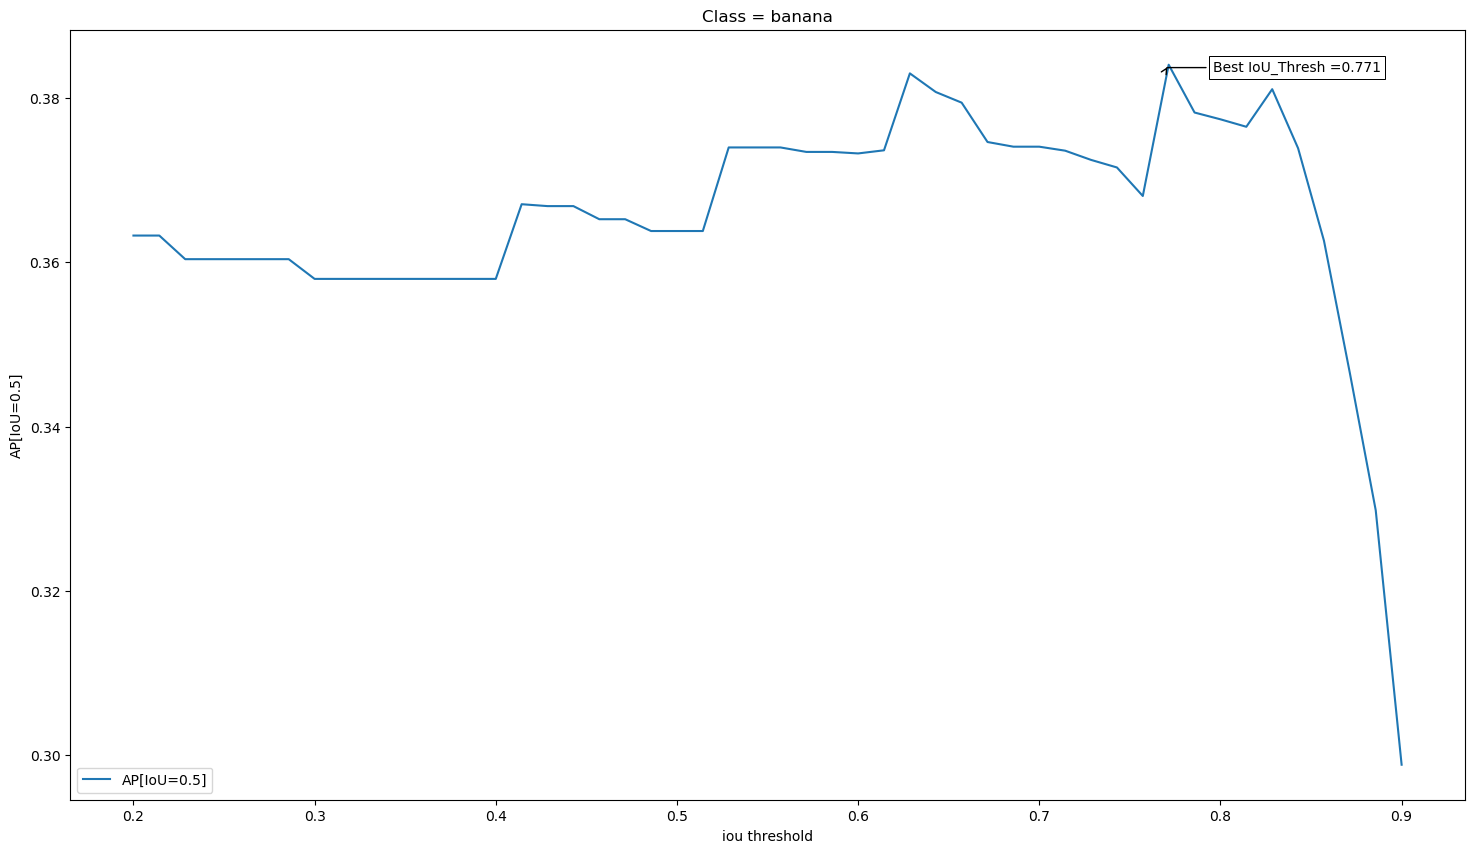 Class = banana
Best IoU_Thresh =0.771
0.38
0.36
0.34
0.32
0.30
AP[IoU=0.5]
AP[IoU=0.5]
0.2 0.3 0.4 0.5 0.6 0.7 0.8 0.9
iou threshold